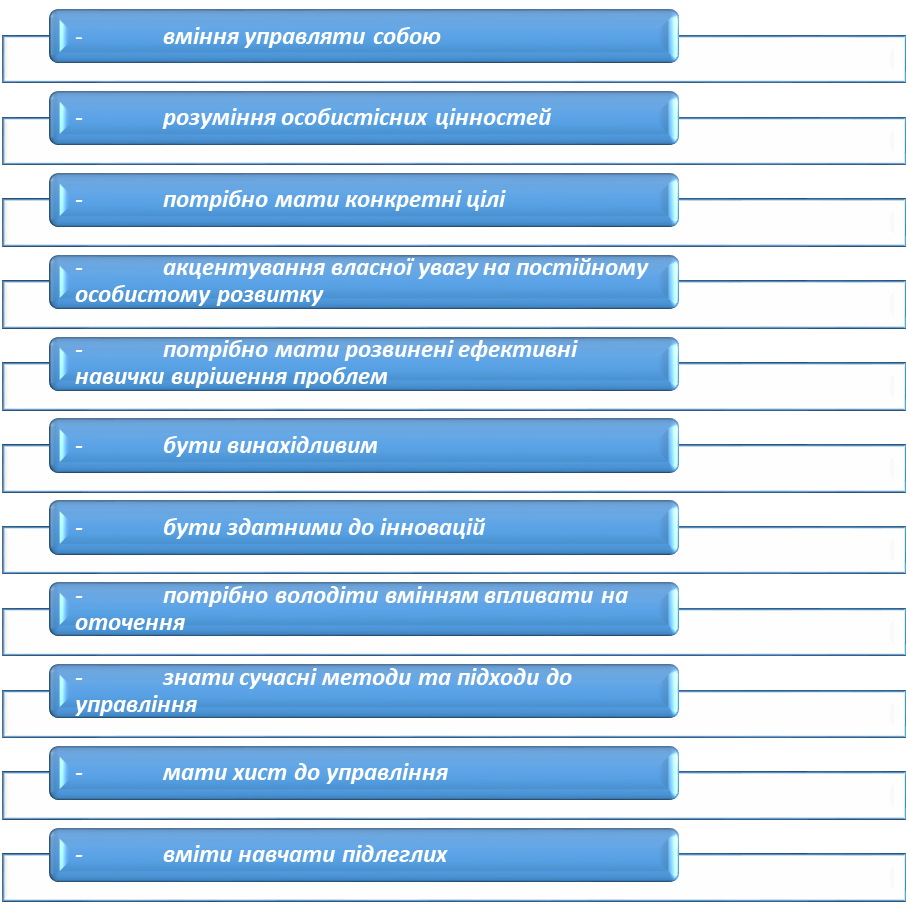 - вміння управляти собою
- розуміння особистісних цінностей
- потрібно мати конкретні цілі
- акцентування власної увагу на постійному
особистому розвитку
- потрібно мати розвинені ефективні
навички вирішення проблем
- бути винахідливим
- бути здатними до інновацій
- потрібно володіти вмінням впливати на
оточення
- знати сучасні методи та підходи до
управління
- мати хист до управління
- вміти навчати підлеглих